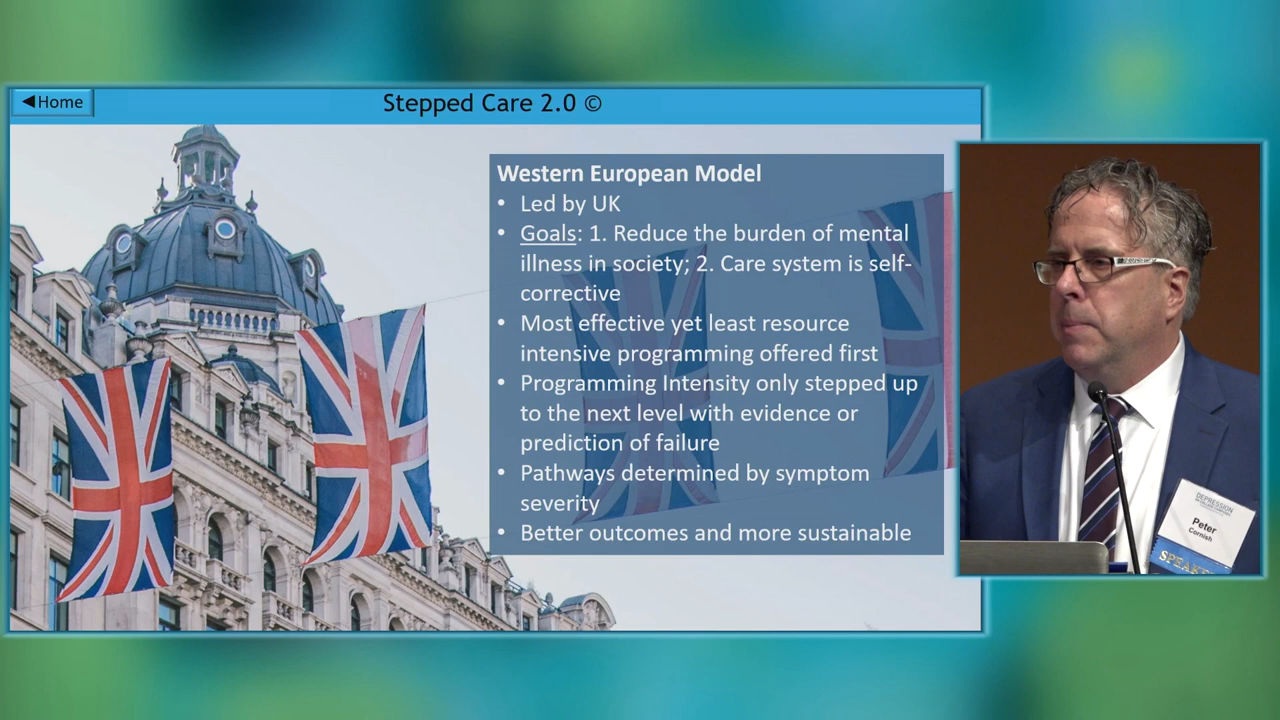 ◀Home
Stepped Care 2.0 ©
Western European Model
• Led by UK
• Goals: 1. Reduce the burden of mental
illness in society; 2. Care system is self-
corrective
• Most effective yet least resource
intensive programming offered first
• Programming Intensity only stepped up
to the next level with evidence or
prediction of failure
• Pathways determined by symptom
severity
• Better outcomes and more sustainable
DEPRESSION
Peter
Cornish
SPEAKE